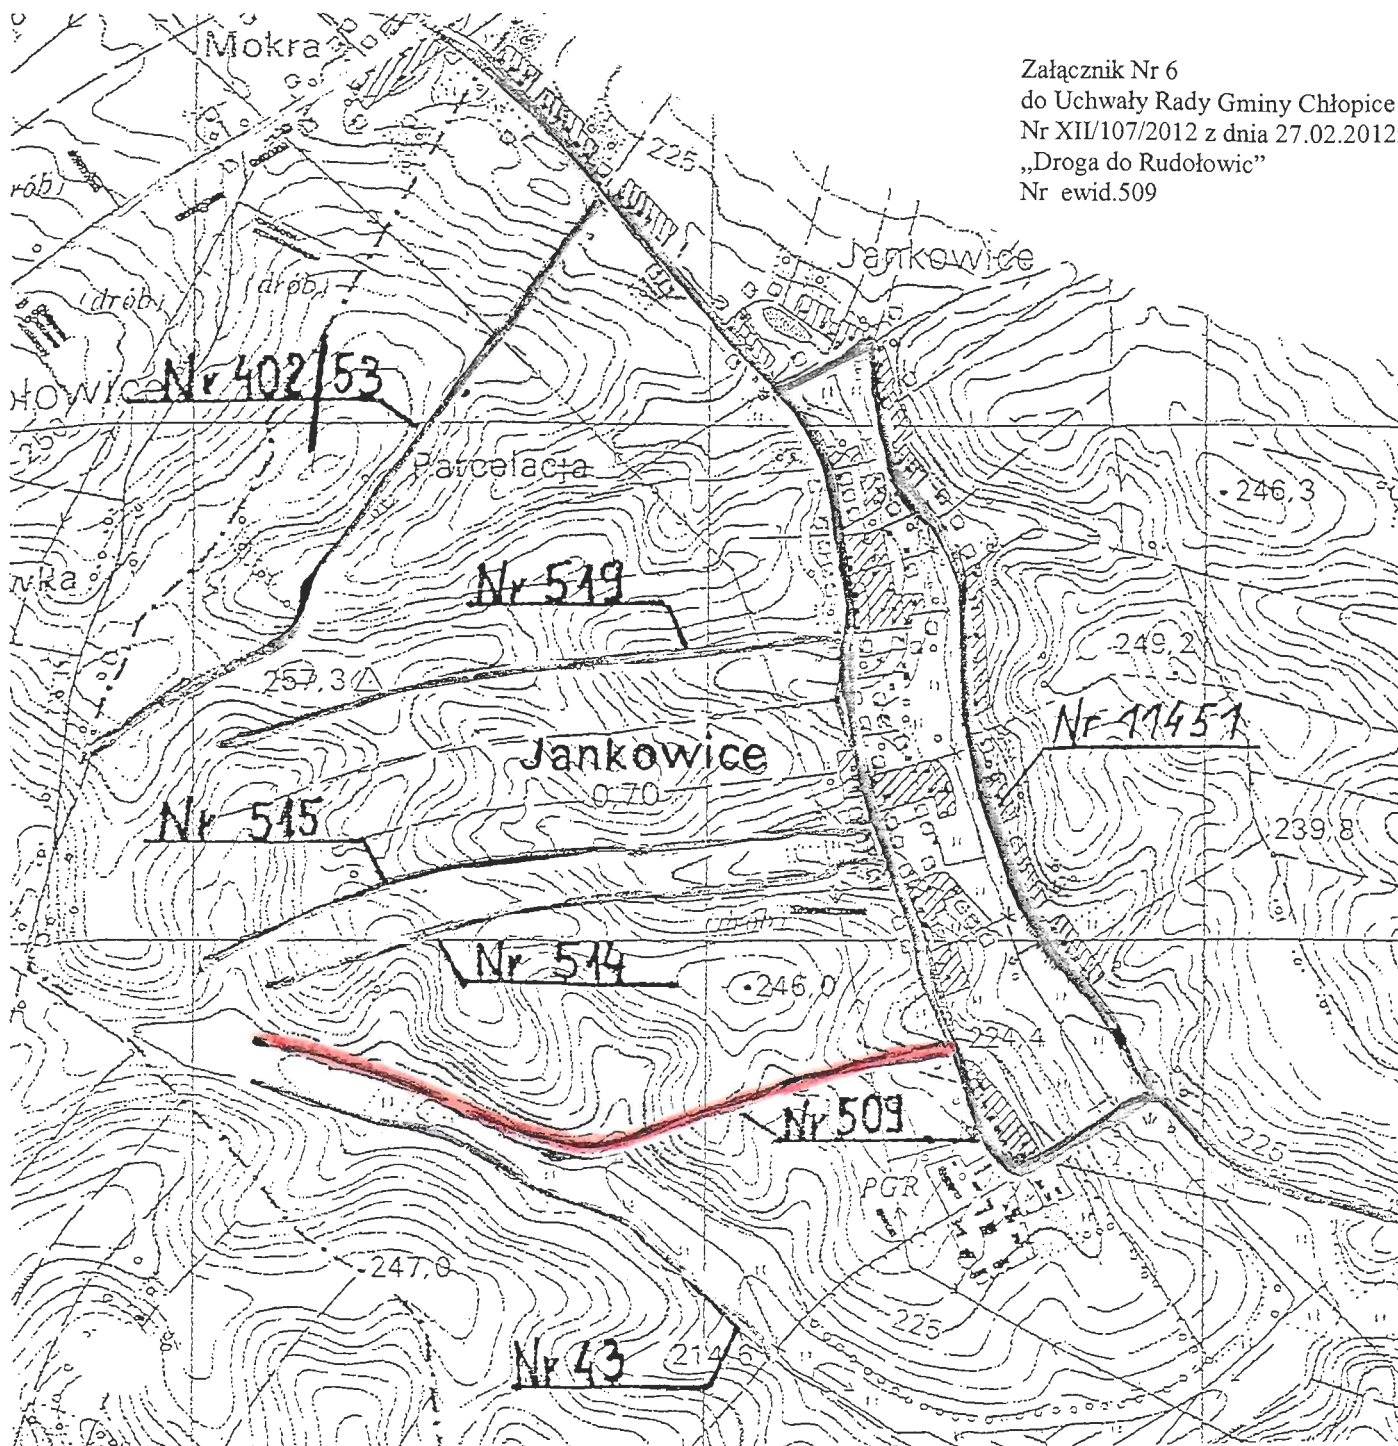 Mokra
Załącznik Nr 6
do Uchwały Rady Gminy Chłopice
Nr XII/107/2012 z dnia 27.02.2012
„Droga do Rudołowic”
Nr ewid.509
225
Jankowice
(drób)
(drób)
Nr 402/53
Parcelacja
246,3
Nr 519
249,2
257,3
Nr 11451
Jankowice
0.70
Nr 515
239,8
Nr 514
246,0
224.4
Nr 509
225
PGR
247,0
225
Nr 43
214,6